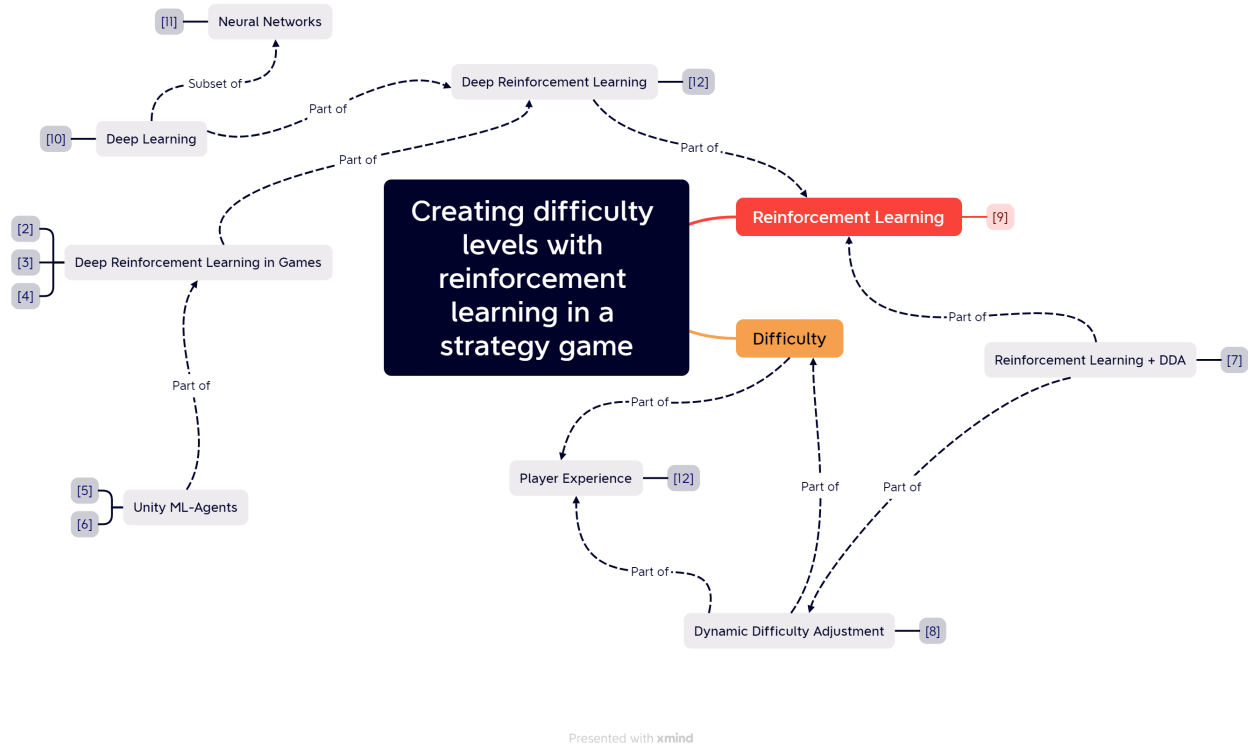 [11]
Neural Networks
Subset of
Deep Reinforcement Learning
[12]
Part of
[10]
Deep Learning
Part of
Part of
Creating difficulty
levels with
reinforcement
learning in a
strategy game
Reinforcement Learning
[9]
[2]
[3]
[4]
Deep Reinforcement Learning in Games
Part of
Difficulty
Reinforcement Learning + DDA
[7]
Part of
Part of
Player Experience
[12]
Part of
Part of
[5]
[6]
Unity ML-Agents
Part of
Dynamic Difficulty Adjustment
[8]
Presented with xmind